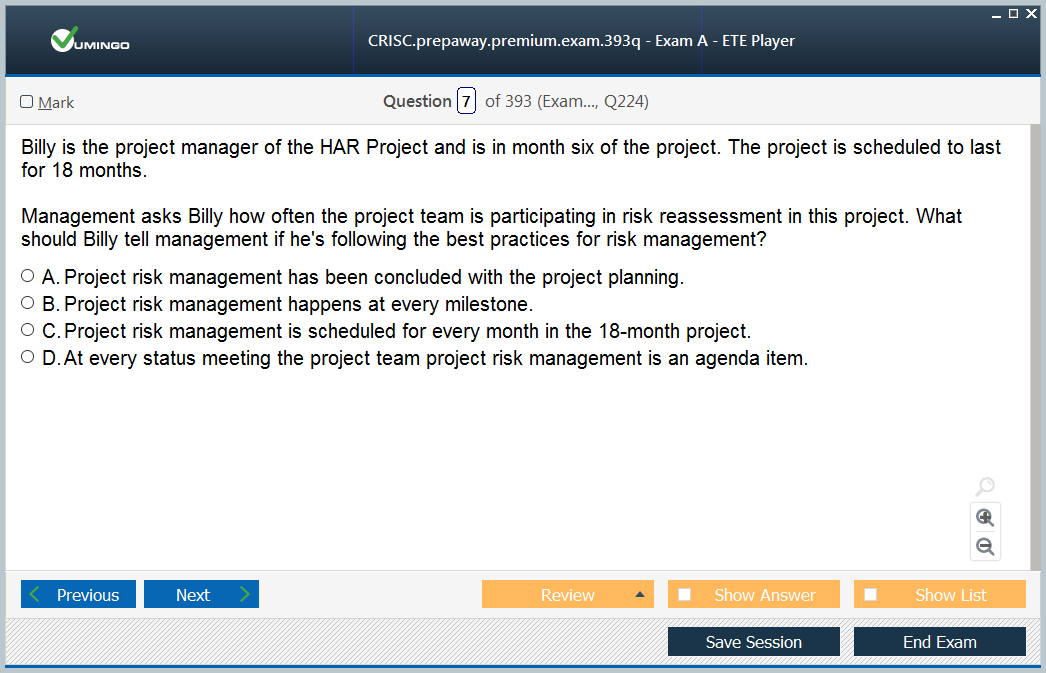 VUMINGO
CRISC.prepaway.premium.exam.393q - Exam A - ETE Player
Mark
Question 7 of 393 (Exam..., Q224)
Billy is the project manager of the HAR Project and is in month six of the project. The project is scheduled to last
for 18 months.
Management asks Billy how often the project team is participating in risk reassessment in this project. What
should Billy tell management if he's following the best practices for risk management?
A. Project risk management has been concluded with the project planning.
B. Project risk management happens at every milestone.
C. Project risk management is scheduled for every month in the 18-month project.
D. At every status meeting the project team project risk management is an agenda item.
Previous Next Review Show Answer Show List
Save Session End Exam